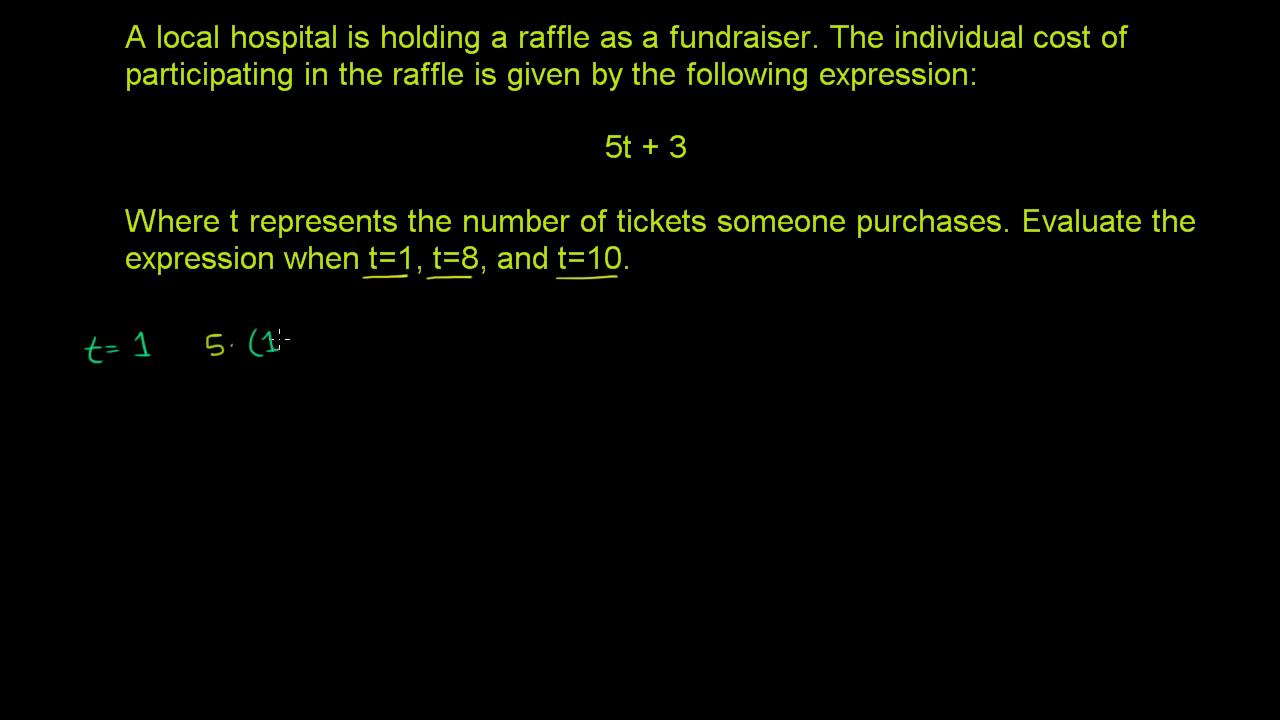 A local hospital is holding a raffle as a fundraiser. The individual cost of
participating in the raffle is given by the following expression:
5t + 3
Where t represents the number of tickets someone purchases. Evaluate the
expression when t=1, t=8, and t=10.
t= 1 5· (1